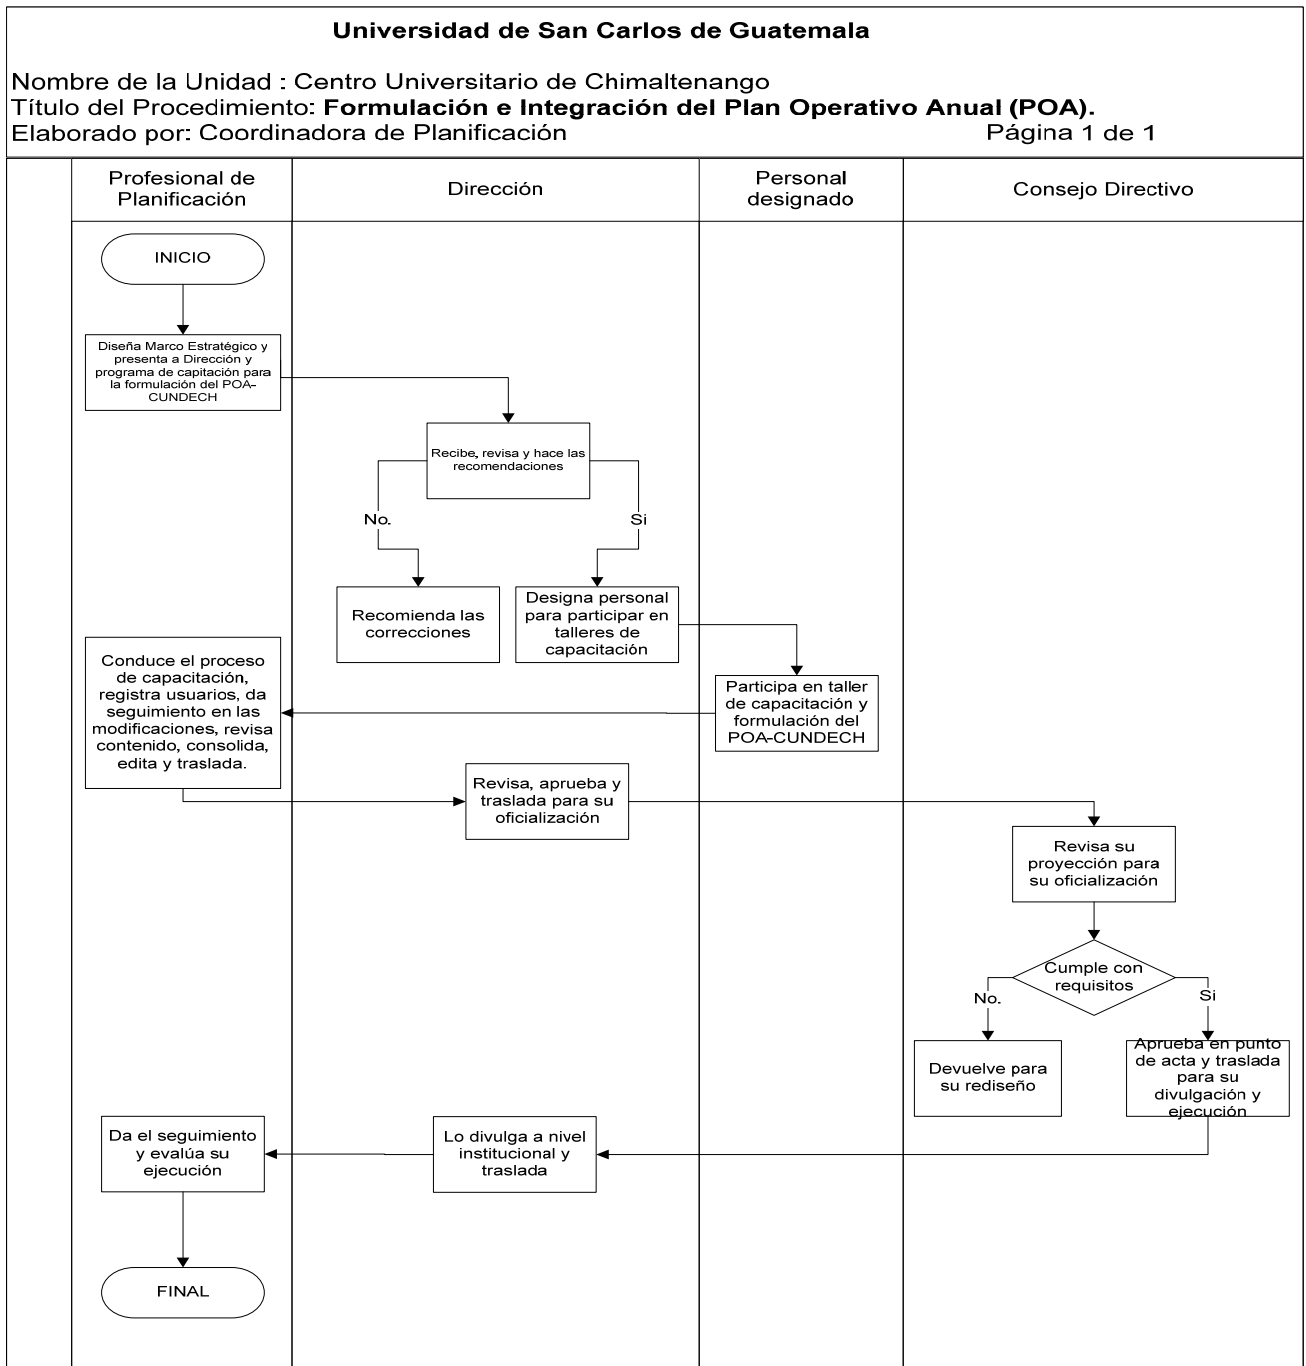 Universidad de San Carlos de Guatemala
Nombre de la Unidad : Centro Universitario de Chimaltenango
Título del Procedimiento: Formulación e Integración del Plan Operativo Anual (POA).
Elaborado por: Coordinadora de Planificación
Página 1 de 1
Profesional de
Planificación
Dirección
Personal
designado
Consejo Directivo
INICIO
Diseña Marco Estratégico y
presenta a Dirección y
programa de capitación para
la formulación del POA-
CUNDECH
Recibe, revisa y hace las
recomendaciones
No.
Si
Recomienda las
correcciones
Designa personal
para participar en
talleres de
capacitación
Participa en taller
de capacitación y
formulación del
POA-CUNDECH
Conduce el proceso
de capacitación,
registra usuarios, da
seguimiento en las
modificaciones, revisa
contenido, consolida,
edita y traslada.
Revisa, aprueba y
traslada para su
oficialización
Revisa su
proyección para
su oficialización
Cumple con
requisitos
No.
Si
Devuelve para
su rediseño
Aprueba en punto
de acta y traslada
para su
divulgación y
ejecución
Lo divulga a nivel
institucional y
traslada
Da el seguimiento
y evalúa su
ejecución
FINAL